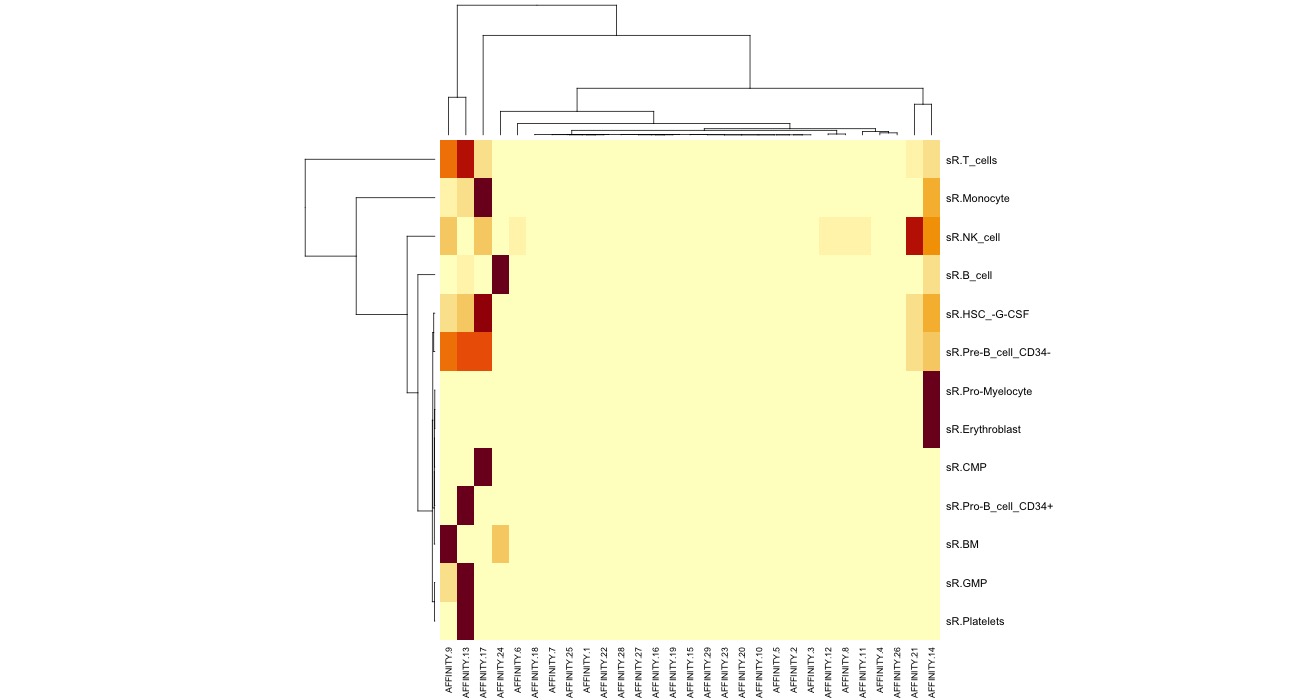 sR.T_cells
sR.Monocyte
sR.NK_cell
sR.B_cell
sR.HSC_-G-CSF
sR.Pre-B_cell_CD34-
sR.Pro-Myelocyte
sR.Erythroblast
sR.CMP
sR.Pro-B_cell_CD34+
sR.BM
sR.GMP
sR.Platelets
AFFINITY.9
AFFINITY.13
AFFINITY.17
AFFINITY.24
AFFINITY.6
AFFINITY.18
AFFINITY.7
AFFINITY.25
AFFINITY.1
AFFINITY.22
AFFINITY.28
AFFINITY.27
AFFINITY.16
AFFINITY.19
AFFINITY.15
AFFINITY.29
AFFINITY.23
AFFINITY.20
AFFINITY.10
AFFINITY.5
AFFINITY.2
AFFINITY.3
AFFINITY.12
AFFINITY.8
AFFINITY.11
AFFINITY.4
AFFINITY.26
AFFINITY.21
AFFINITY.14